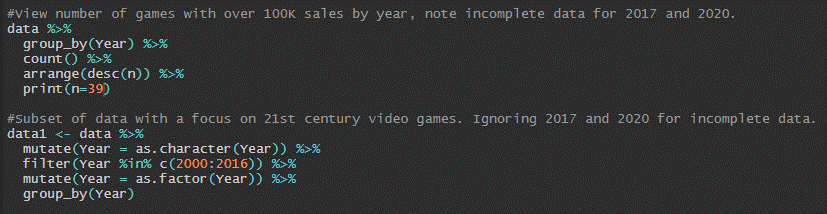 #View number of games with over 100K sales by year, note incomplete data for 2017 and 2020.
data %>%
  group_by(Year) %>%
  count() %>%
  arrange(desc(n)) %>%
  print(n=39)

#Subset of data with a focus on 21st century video games. Ignoring 2017 and 2020 for incomplete data.
data1 <- data %>%
  mutate(Year = as.character(Year)) %>%
  filter(Year %in% c(2000:2016)) %>%
  mutate(Year = as.factor(Year)) %>%
  group_by(Year)